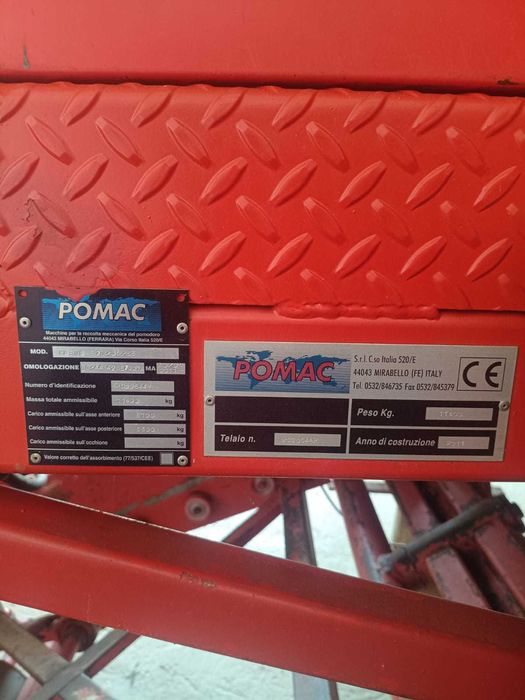 POMAC
Macchine per la raccolta meccanica del pomodoro
44043 MIRABELLO (FERRARA) Via Corso Italia 520/E
MOD.
OMOLOGAZIONE MA
Numero d'identificazione
Massa totale ammissibile kg
Carico ammissibile sull'asse anteriore kg
Carico ammissibile sull'asse posteriore kg
Carico ammissibile su l'occhione kg
Valore corretto dell'assorbimento (77/537/CEE)
POMAC
S.r.l. C.so Italia 520/E
44043 MIRABELLO (FE) ITALY
Tel. 0532/846735 Fax 0532/845379
CE
Peso Kg.
Telaio n.
Anno di costruzione 2011